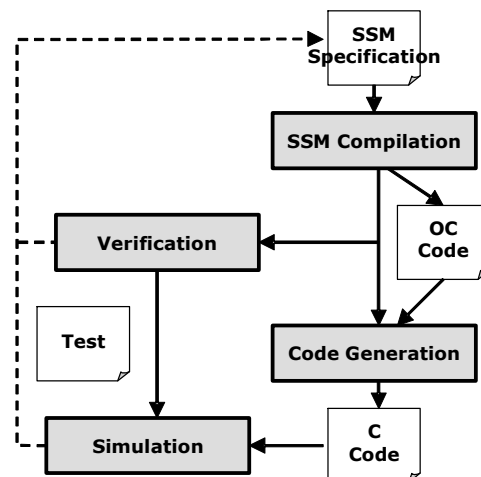 SSM
Specification
SSM Compilation
OC
Code
Verification
Test
Code Generation
Simulation
C
Code